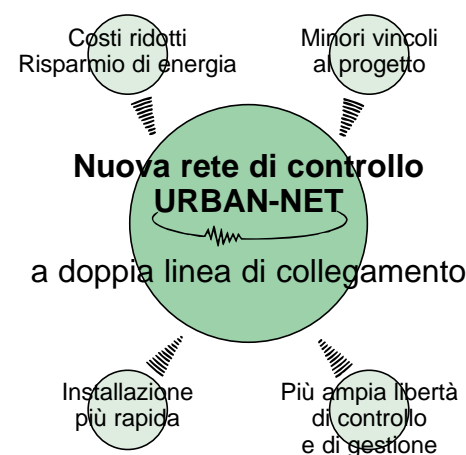 Costi ridotti
Risparmio di energia
Minori vincoli
al progetto
Nuova rete di controllo
URBAN-NET
a doppia linea di collegamento
Installazione
più rapida
Più ampia libertà
di controllo
e di gestione